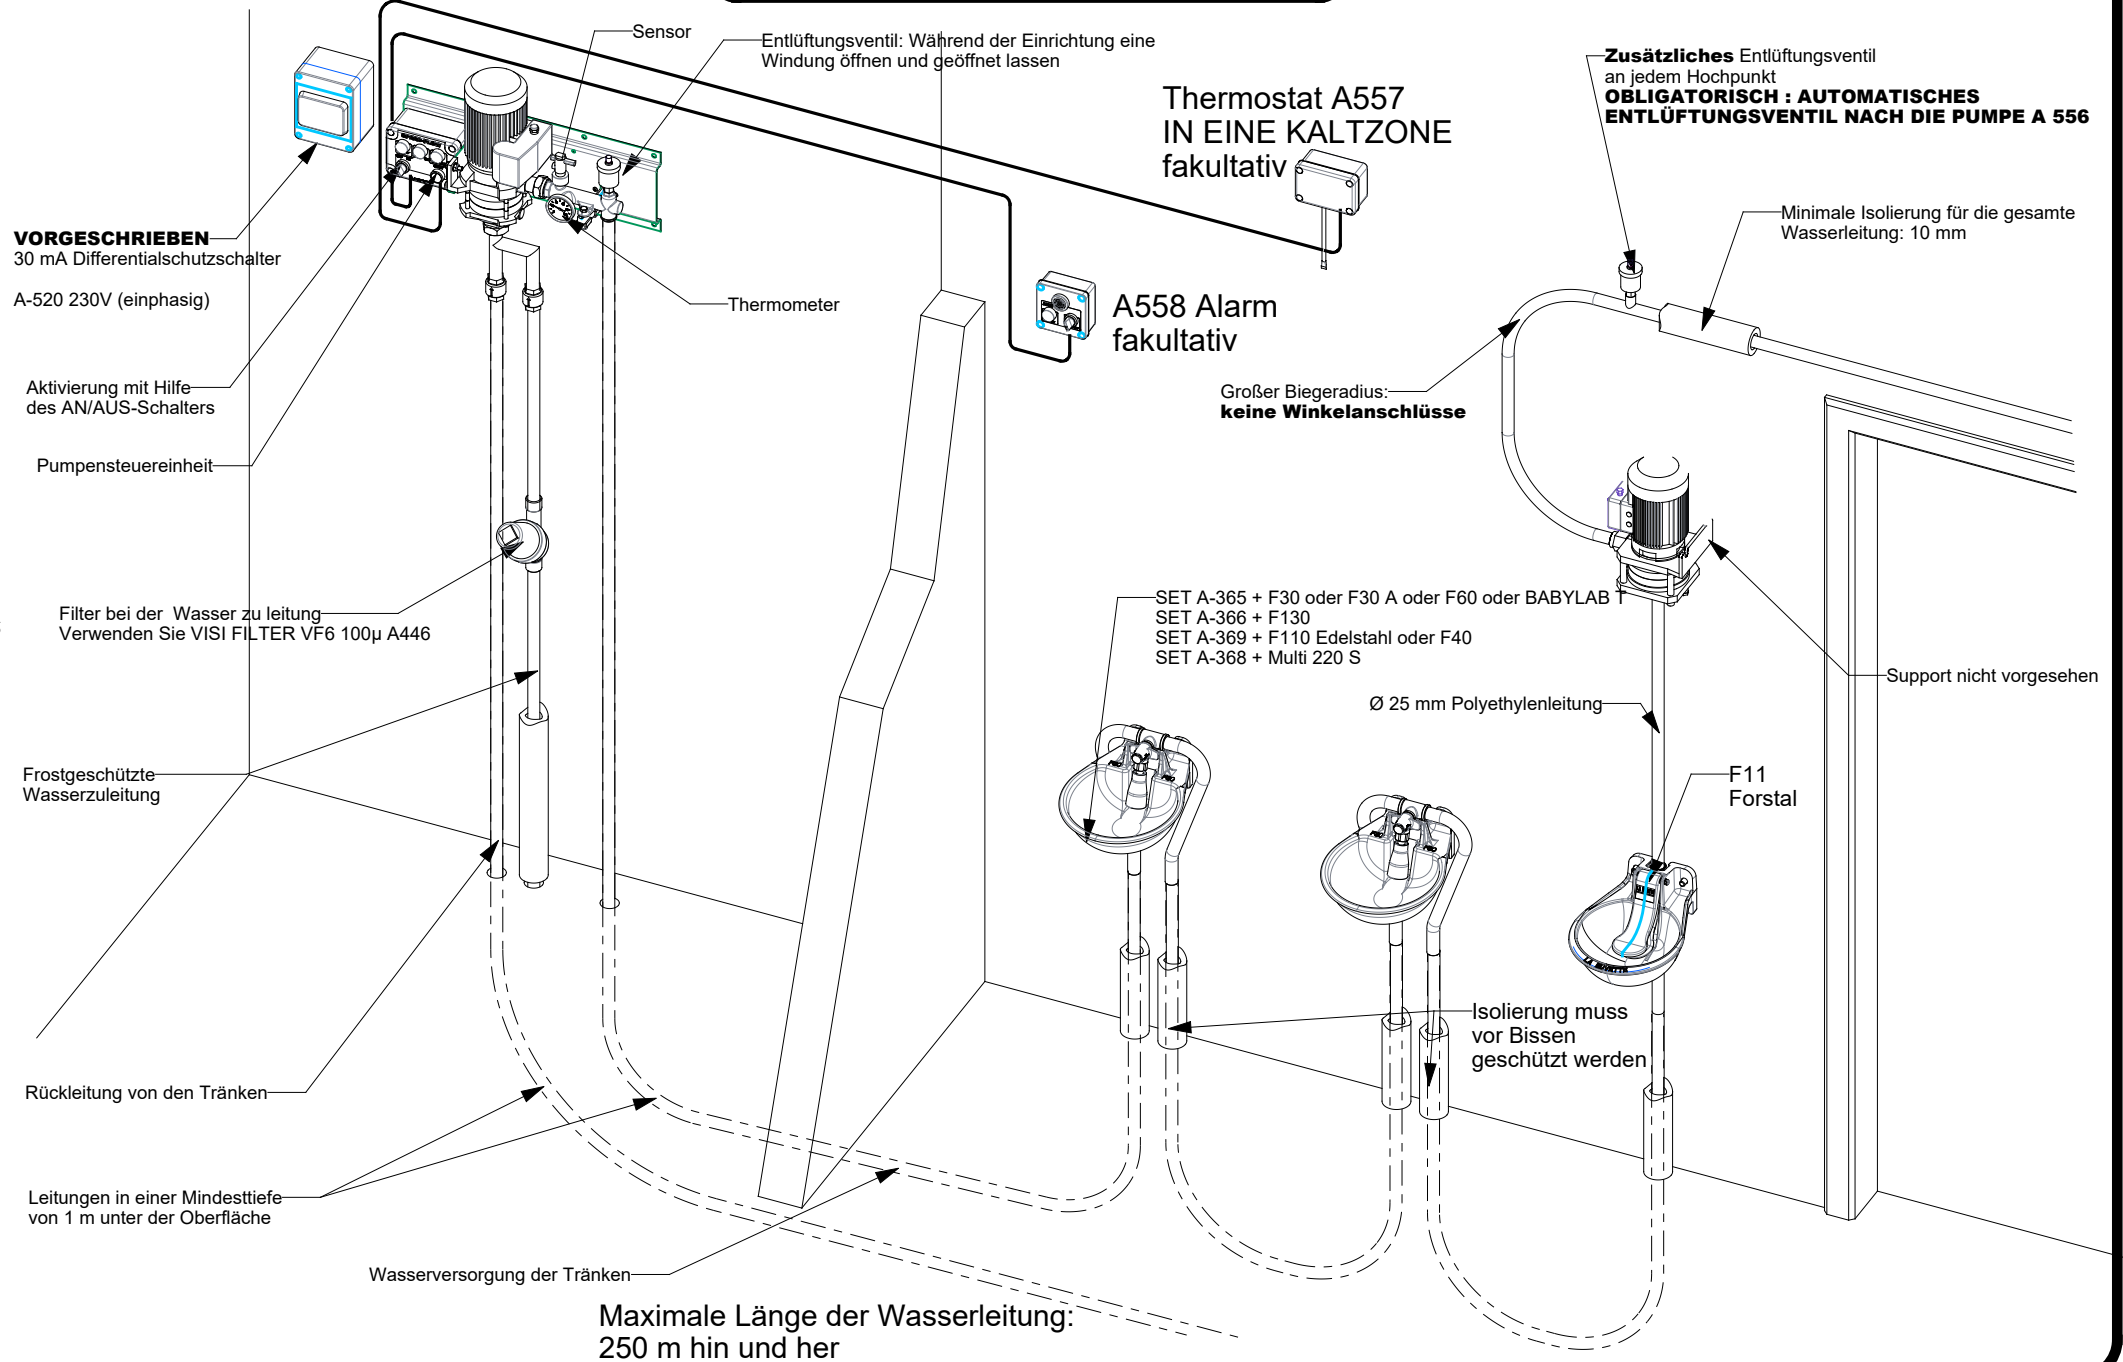 Sensor
Entlüftungsventil: Während der Einrichtung eine
Windung öffnen und geöffnet lassen
Zusätzliches Entlüftungsventil
an jedem Hochpunkt
OBLIGATORISCH : AUTOMATISCHES
ENTLÜFTUNGSVENTIL NACH DIE PUMPE A 556
Thermostat A557
IN EINE KALTZONE
fakultativ
Minimale Isolierung für die gesamte
Wasserleitung: 10 mm
VORGESCHRIEBEN
30 mA Differentialschutzschalter
A-520 230V (einphasig)
Thermometer
A558 Alarm
fakultativ
Aktivierung mit Hilfe
des AN/AUS-Schalters
Großer Biegeradius:
keine Winkelanschlüsse
Pumpensteuereinheit
Filter bei der  Wasser zu leitung
Verwenden Sie VISI FILTER VF6 100µ A446
SET A-365 + F30 oder F30 A oder F60 oder BABYLAB T
SET A-366 + F130
SET A-369 + F110 Edelstahl oder F40
SET A-368 + Multi 220 S
Support nicht vorgesehen
Ø 25 mm Polyethylenleitung
Frostgeschützte
Wasserzuleitung
F11
Forstal
LA BUVETTE
Isolierung muss
vor Bissen
geschützt werden
Rückleitung von den Tränken
Leitungen in einer Mindesttiefe
von 1 m unter der Oberfläche
Wasserversorgung der Tränken
Maximale Länge der Wasserleitung:
250 m hin und her